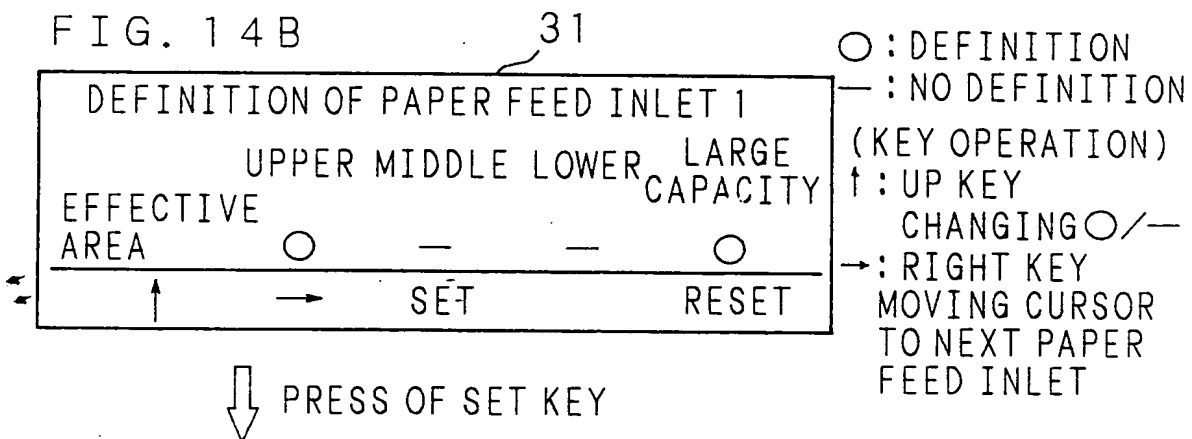 FIG. 14B
31
DEFINITION OF PAPER FEED INLET 1
UPPER MIDDLE LOWER LARGE CAPACITY
EFFECTIVE AREA ○ — — ○
↑ → SET RESET
○ : DEFINITION
— : NO DEFINITION
(KEY OPERATION)
↑ : UP KEY
CHANGING ○/—
→ : RIGHT KEY
MOVING CURSOR
TO NEXT PAPER
FEED INLET
PRESS OF SET KEY